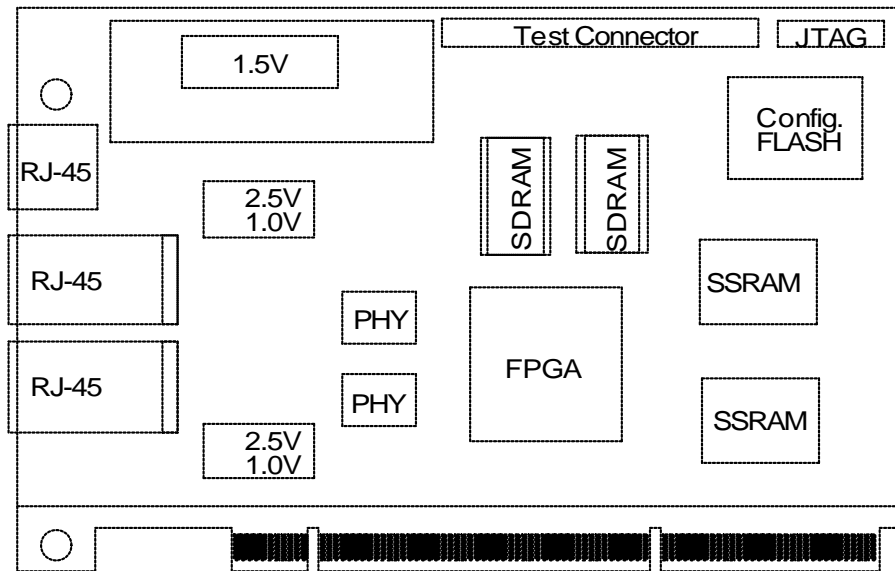 Test Connector
JTAG
1.5V
Config.
FLASH
RJ-45
SDRAM
SDRAM
2.5V
1.0V
RJ-45
SSRAM
PHY
FPGA
RJ-45
PHY
SSRAM
2.5V
1.0V